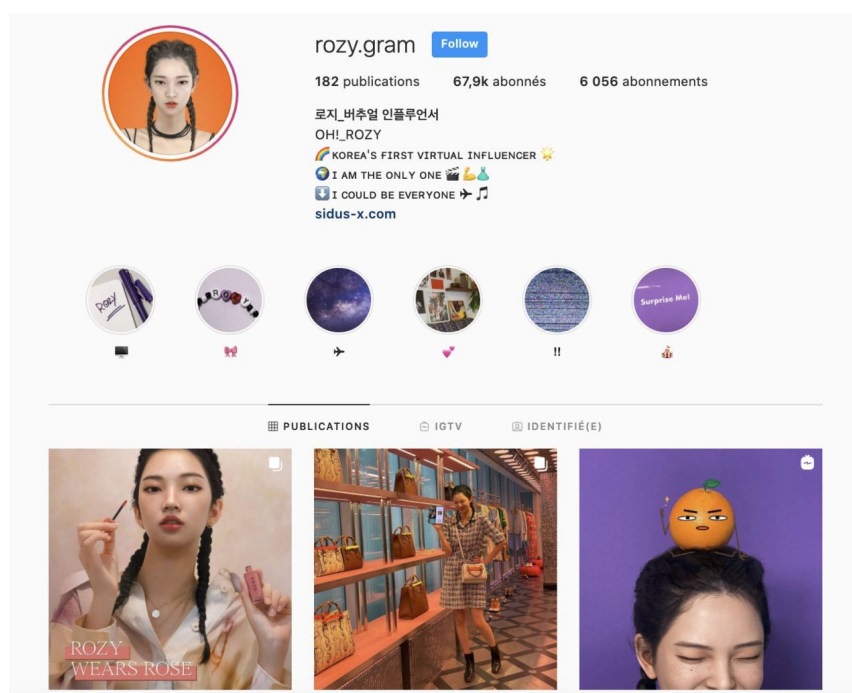 rozy.gram Follow
182 publications 67,9k abonnés 6 056 abonnements
로지_버추얼 인플루언서
OH!_ROZY
🌈 KOREA'S FIRST VIRTUAL INFLUENCER 🌟
🌍 I AM THE ONLY ONE 🎬💪👗
⬇️ I COULD BE EVERYONE ✈🎵
sidus-x.com
Rozy
ROZY
Surprise Me!
!!
PUBLICATIONS IGTV IDENTIFIÉ(E)
ROZY
WEARS ROSE